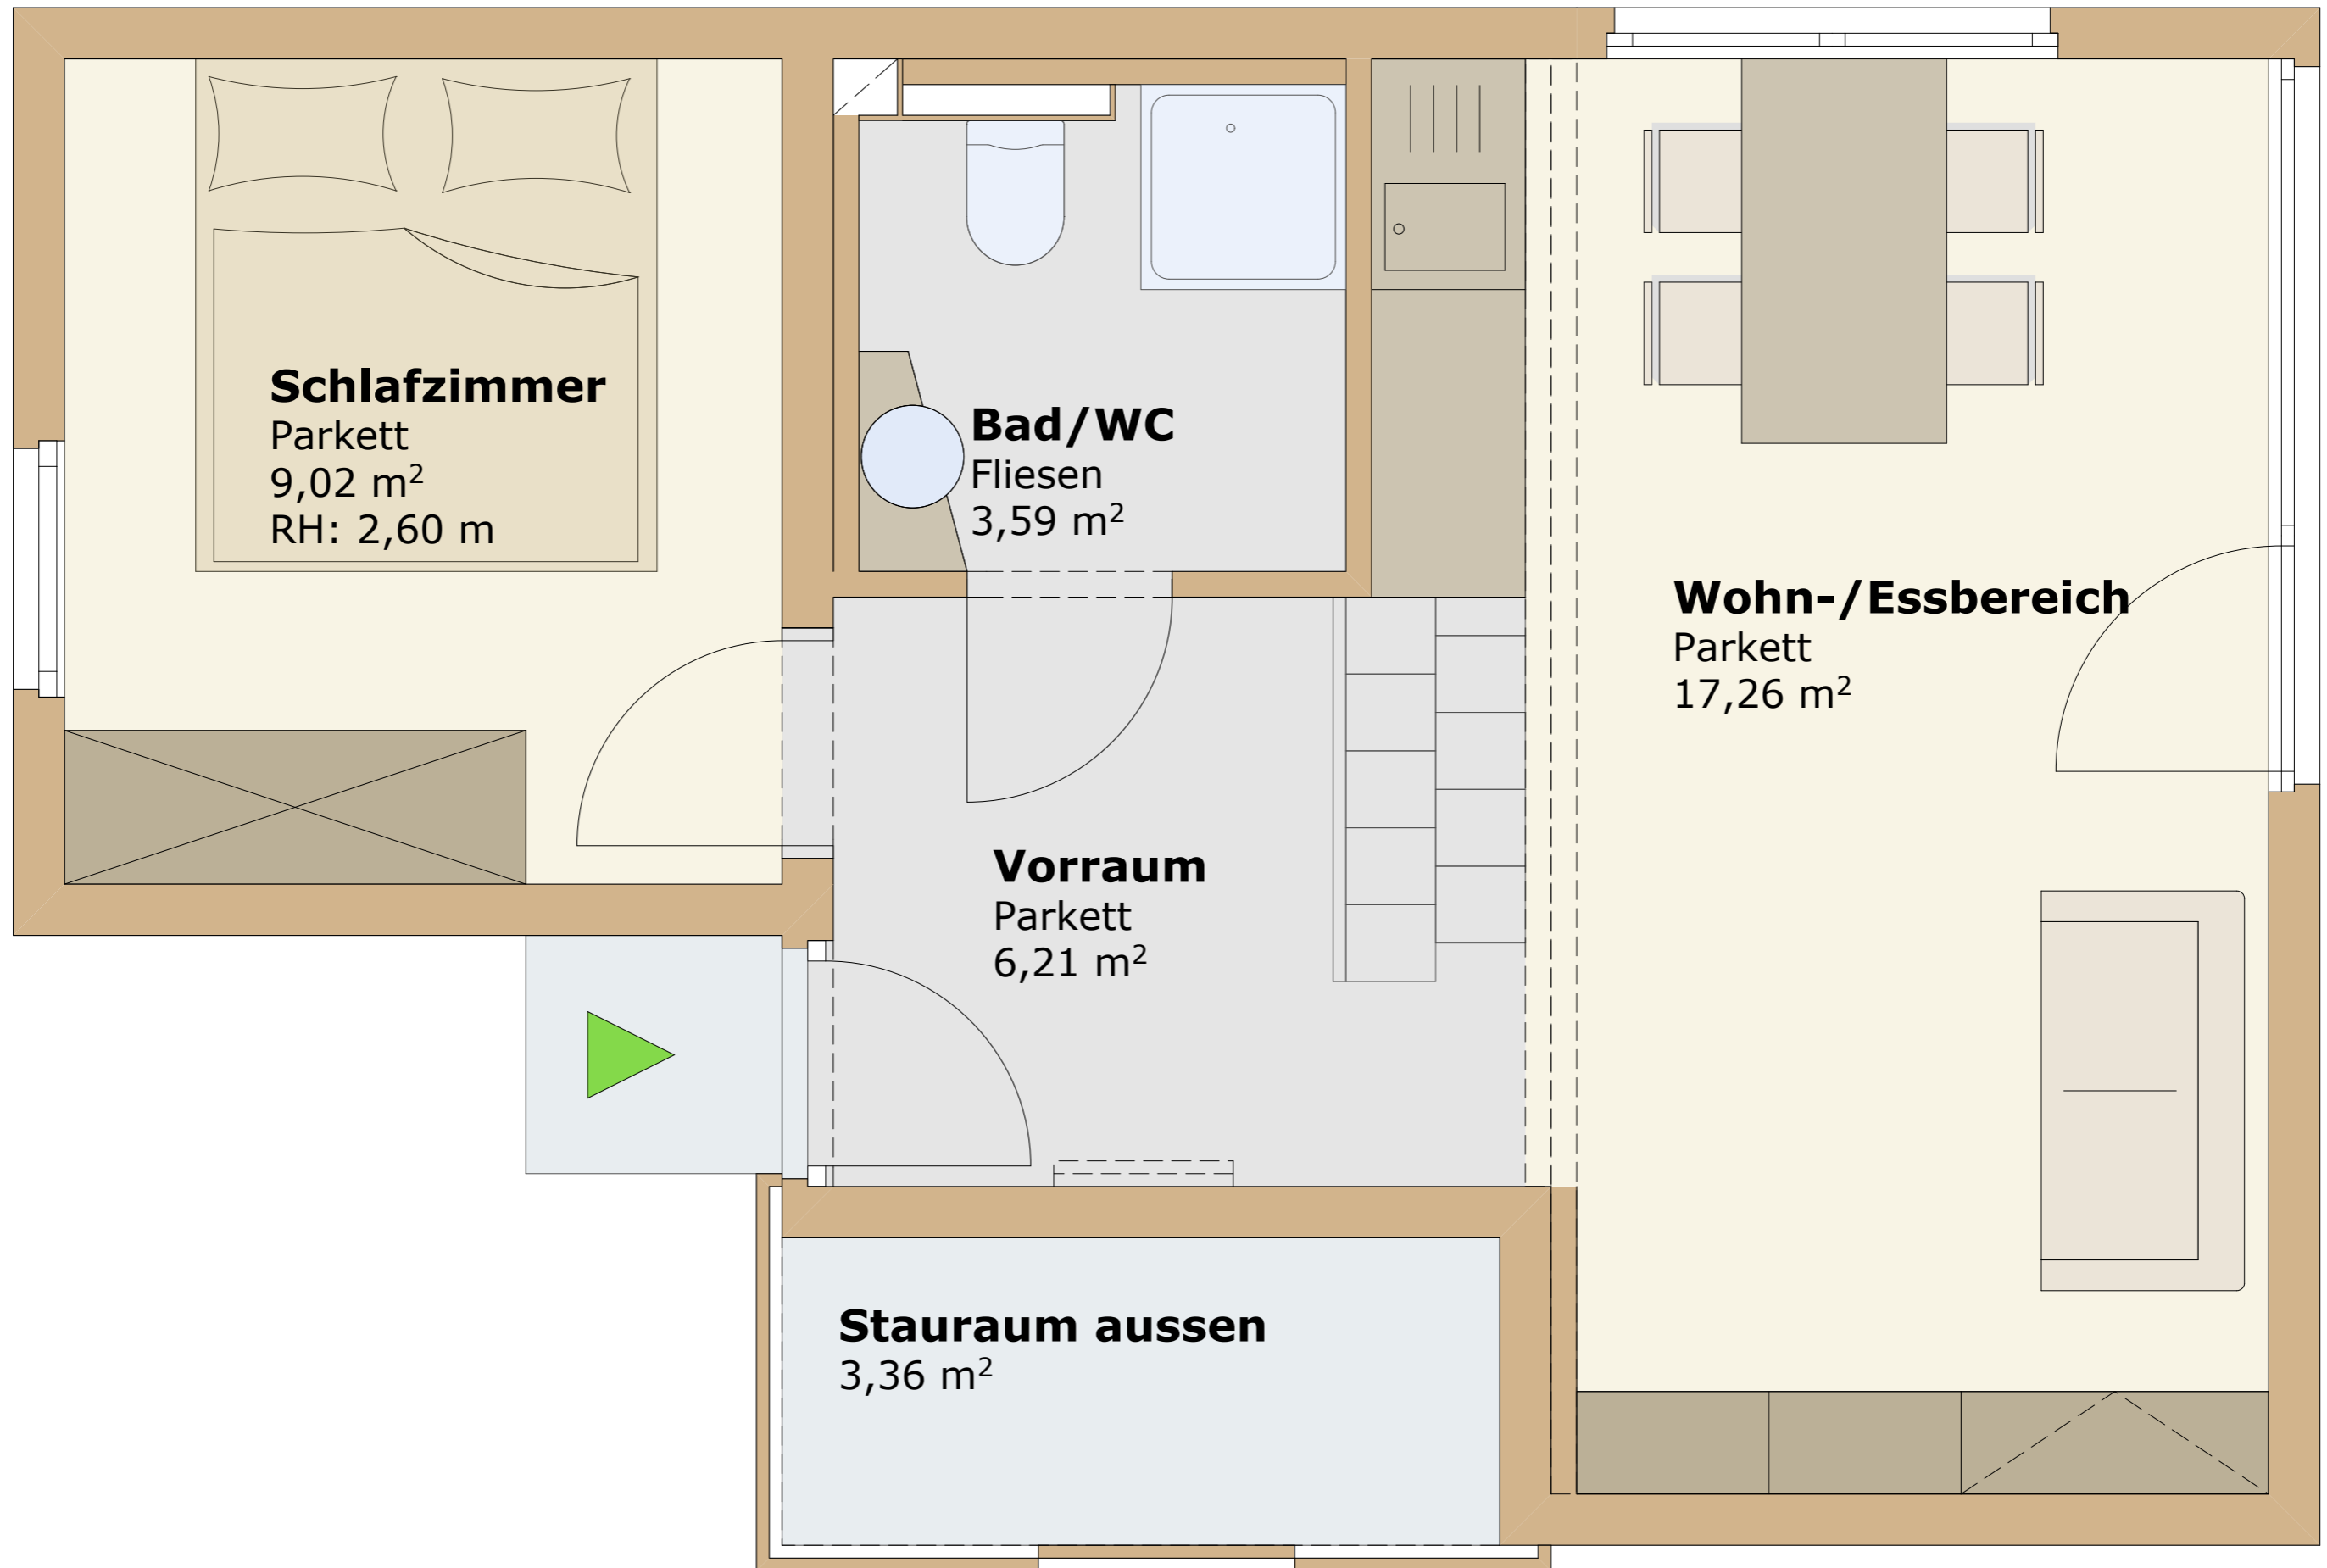 Schlafzimmer
Parkett
9,02 m²
RH: 2,60 m
Bad/WC
Fliesen
3,59 m²
Wohn-/Essbereich
Parkett
17,26 m²
Vorraum
Parkett
6,21 m²
Stauraum aussen
3,36 m²